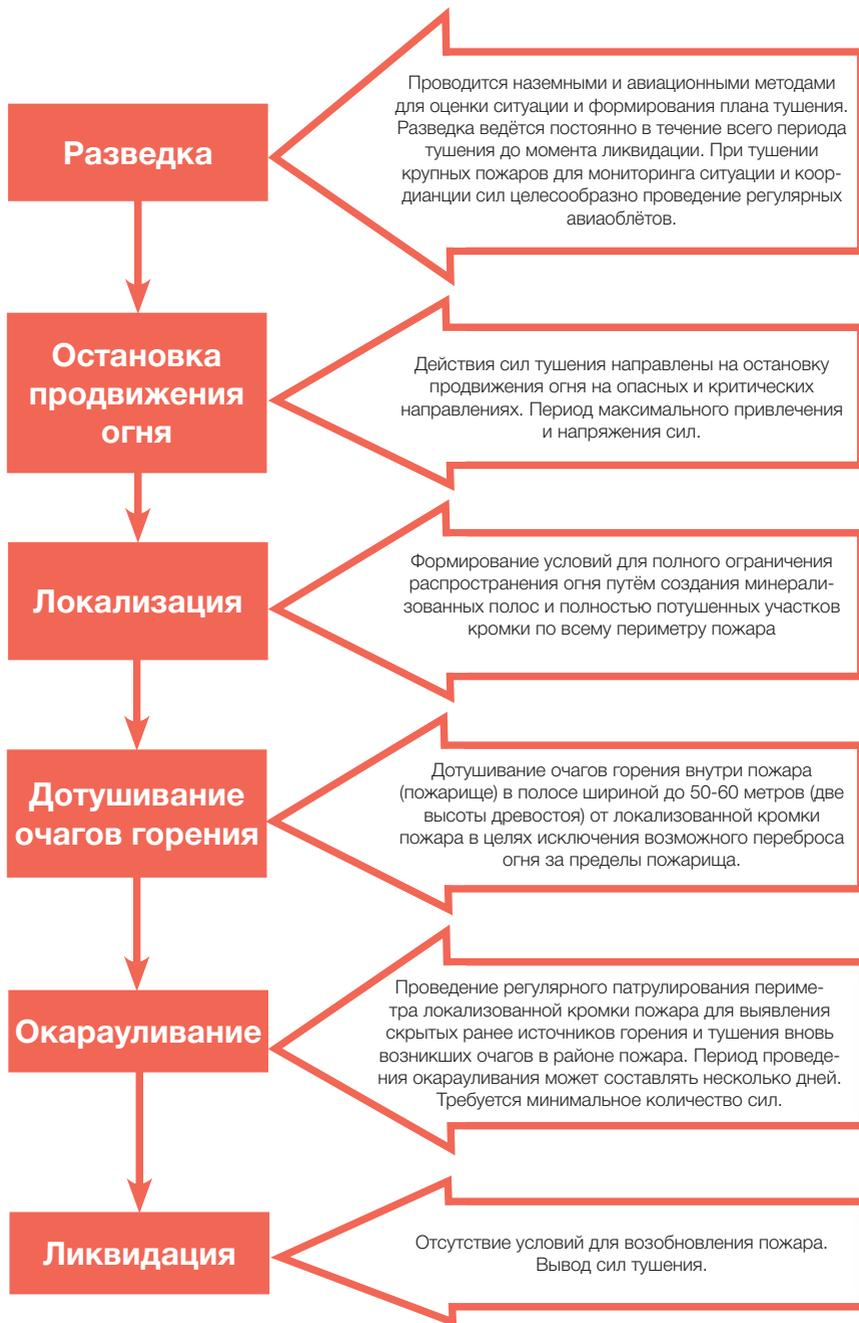 Разведка
Проводится наземными и авиационными методами
для оценки ситуации и формирования плана тушения.
Разведка ведётся постоянно в течение всего периода
тушения до момента ликвидации. При тушении
крупных пожаров для мониторинга ситуации и коор-
дианции сил целесообразно проведение регулярных
авиаоблётов.
Остановка
продвижения
огня
Действия сил тушения направлены на остановку
продвижения огня на опасных и критических
направлениях. Период максимального привлечения
и напряжения сил.
Локализация
Формирование условий для полного ограничения
распространения огня путём создания минерали-
зованных полос и полностью потушенных участков
кромки по всему периметру пожара
Дотушивание
очагов горения
Дотушивание очагов горения внутри пожара
(пожарище) в полосе шириной до 50-60 метров (две
высоты древостоя) от локализованной кромки
пожара в целях исключения возможного переброса
огня за пределы пожарища.
Окарауливание
Проведение регулярного патрулирования периме-
тра локализованной кромки пожара для выявления
скрытых ранее источников горения и тушения вновь
возникших очагов в районе пожара. Период проведе-
ния окарауливания может составлять несколько дней.
Требуется минимальное количество сил.
Ликвидация
Отсутствие условий для возобновления пожара.
Вывод сил тушения.